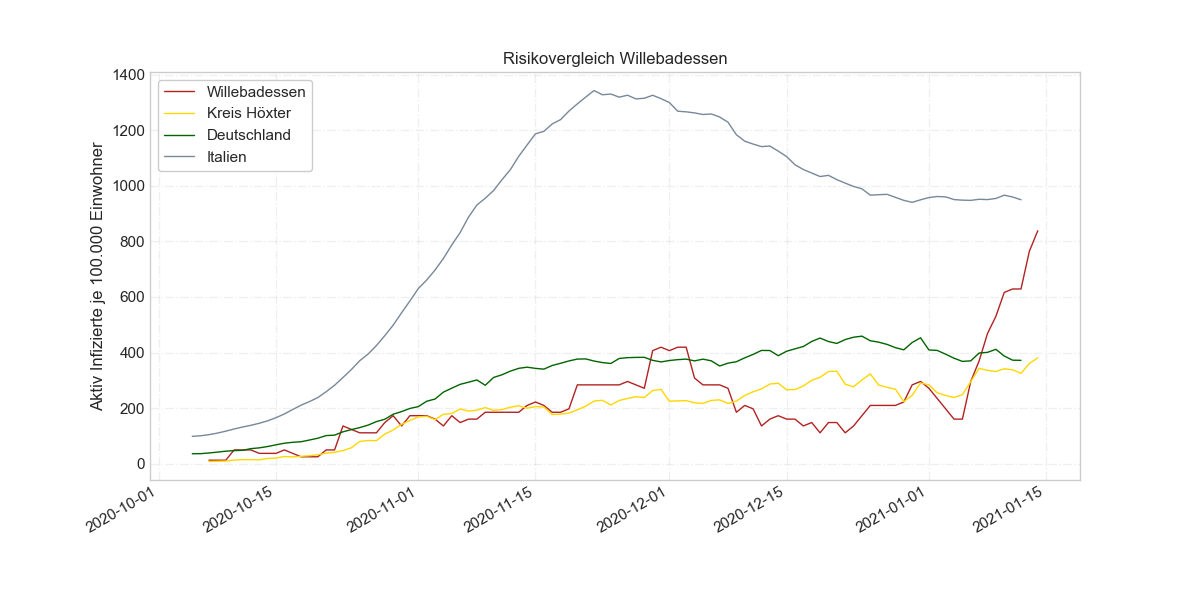 Risikovergleich Willebadessen
Aktiv Infizierte je 100.000 Einwohner
1400
1200
1000
800
600
400
200
0
Willebadessen
Kreis Höxter
Deutschland
Italien
2020-10-01
2020-10-15
2020-11-01
2020-11-15
2020-12-01
2020-12-15
2021-01-01
2021-01-15